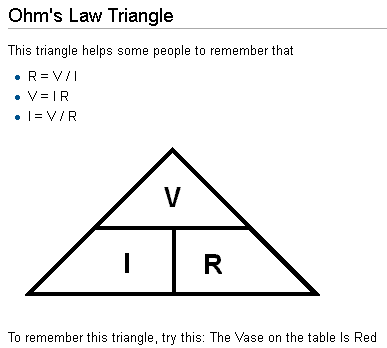 Ohm's Law Triangle
This triangle helps some people to remember that
R = V / I
V = I R
I = V / R
V
I R
To remember this triangle, try this: The Vase on the table Is Red